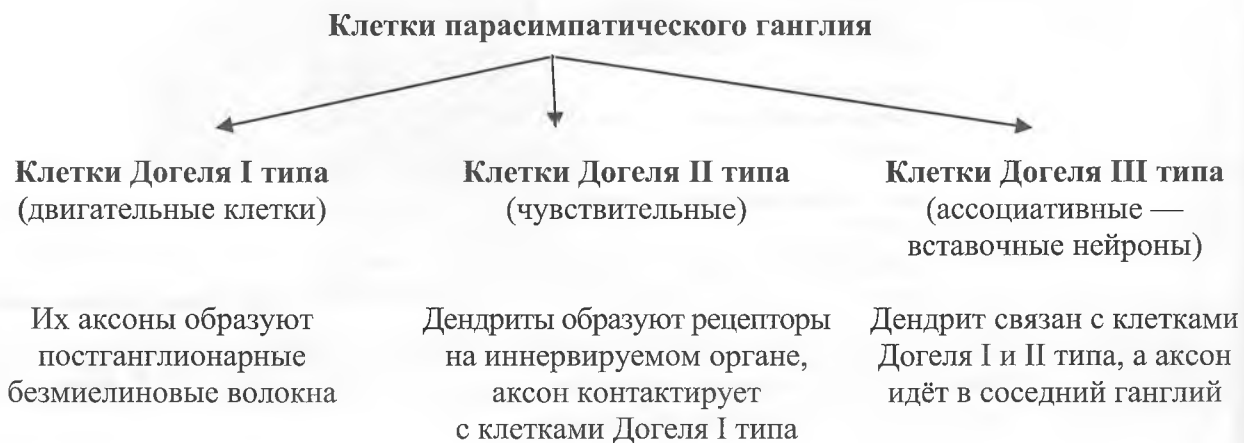 Клетки парасимпатического ганглия
Клетки Догеля I типа
(двигательные клетки)
Их аксоны образуют
постганглионарные
безмиелиновые волокна
Клетки Догеля II типа
(чувствительные)
Дендриты образуют рецепторы
на иннервируемом органе,
аксон контактирует
с клетками Догеля I типа
Клетки Догеля III типа
(ассоциативные —
вставочные нейроны)
Дендрит связан с клетками
Догеля I и II типа, а аксон
идёт в соседний ганглий